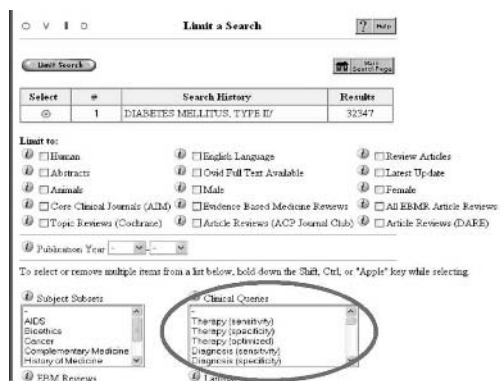 O V I D Limit a Search ? Help
Limit Search Main Search Page
Select # Search History Results
1 DIABETES MELLITUS, TYPE II/ 32347
Limit to:
Human English Language Review Articles
Abstracts Ovid Full Text Available Latest Update
Animals Male Female
Core Clinical Journals (AIM) Evidence Based Medicine Reviews All EBMR Article Reviews
Topic Reviews (Cochrane) Article Reviews (ACP Journal Club) Article Reviews (DARE)
Publication Year - - -
To select or remove multiple items from a list below, hold down the Shift, Ctrl, or "Apple" key while selecting.
Subject Subsets Clinical Queries
- -
AIDS Therapy (sensitivity)
Bioethics Therapy (specificity)
Cancer Therapy (optimized)
Complementary Medicine Diagnosis (sensitivity)
History of Medicine Diagnosis (specificity)
EBM Reviews